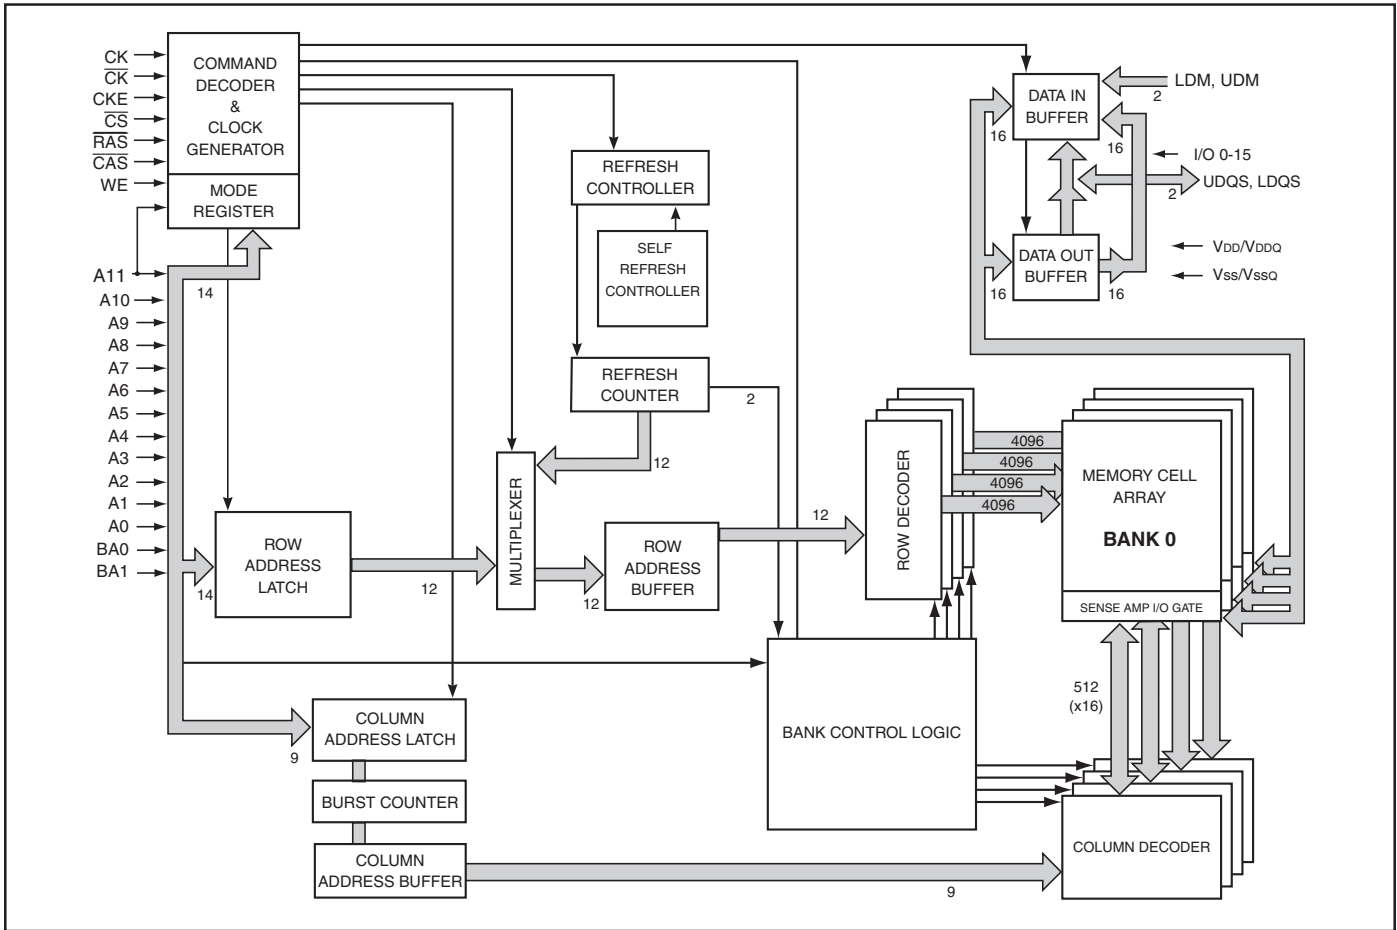 CK
C̅K̅
CKE
C̅S̅
R̅A̅S̅
C̅A̅S̅
WE
A11
A10
A9
A8
A7
A6
A5
A4
A3
A2
A1
A0
BA0
BA1
COMMAND
DECODER
&
CLOCK
GENERATOR
MODE
REGISTER
14
14
9
ROW
ADDRESS
LATCH
12
COLUMN
ADDRESS LATCH
BURST COUNTER
COLUMN
ADDRESS BUFFER
9
REFRESH
CONTROLLER
SELF
REFRESH
CONTROLLER
REFRESH
COUNTER
2
12
MULTIPLEXER
12
ROW
ADDRESS
BUFFER
12
ROW DECODER
4096
4096
4096
4096
MEMORY CELL
ARRAY
BANK 0
SENSE AMP I/O GATE
512
(x16)
BANK CONTROL LOGIC
COLUMN DECODER
DATA IN
BUFFER
16
16
2
LDM, UDM
I/O 0-15
UDQS, LDQS
2
DATA OUT
BUFFER
16
16
VDD/VDDQ
Vss/VssQ